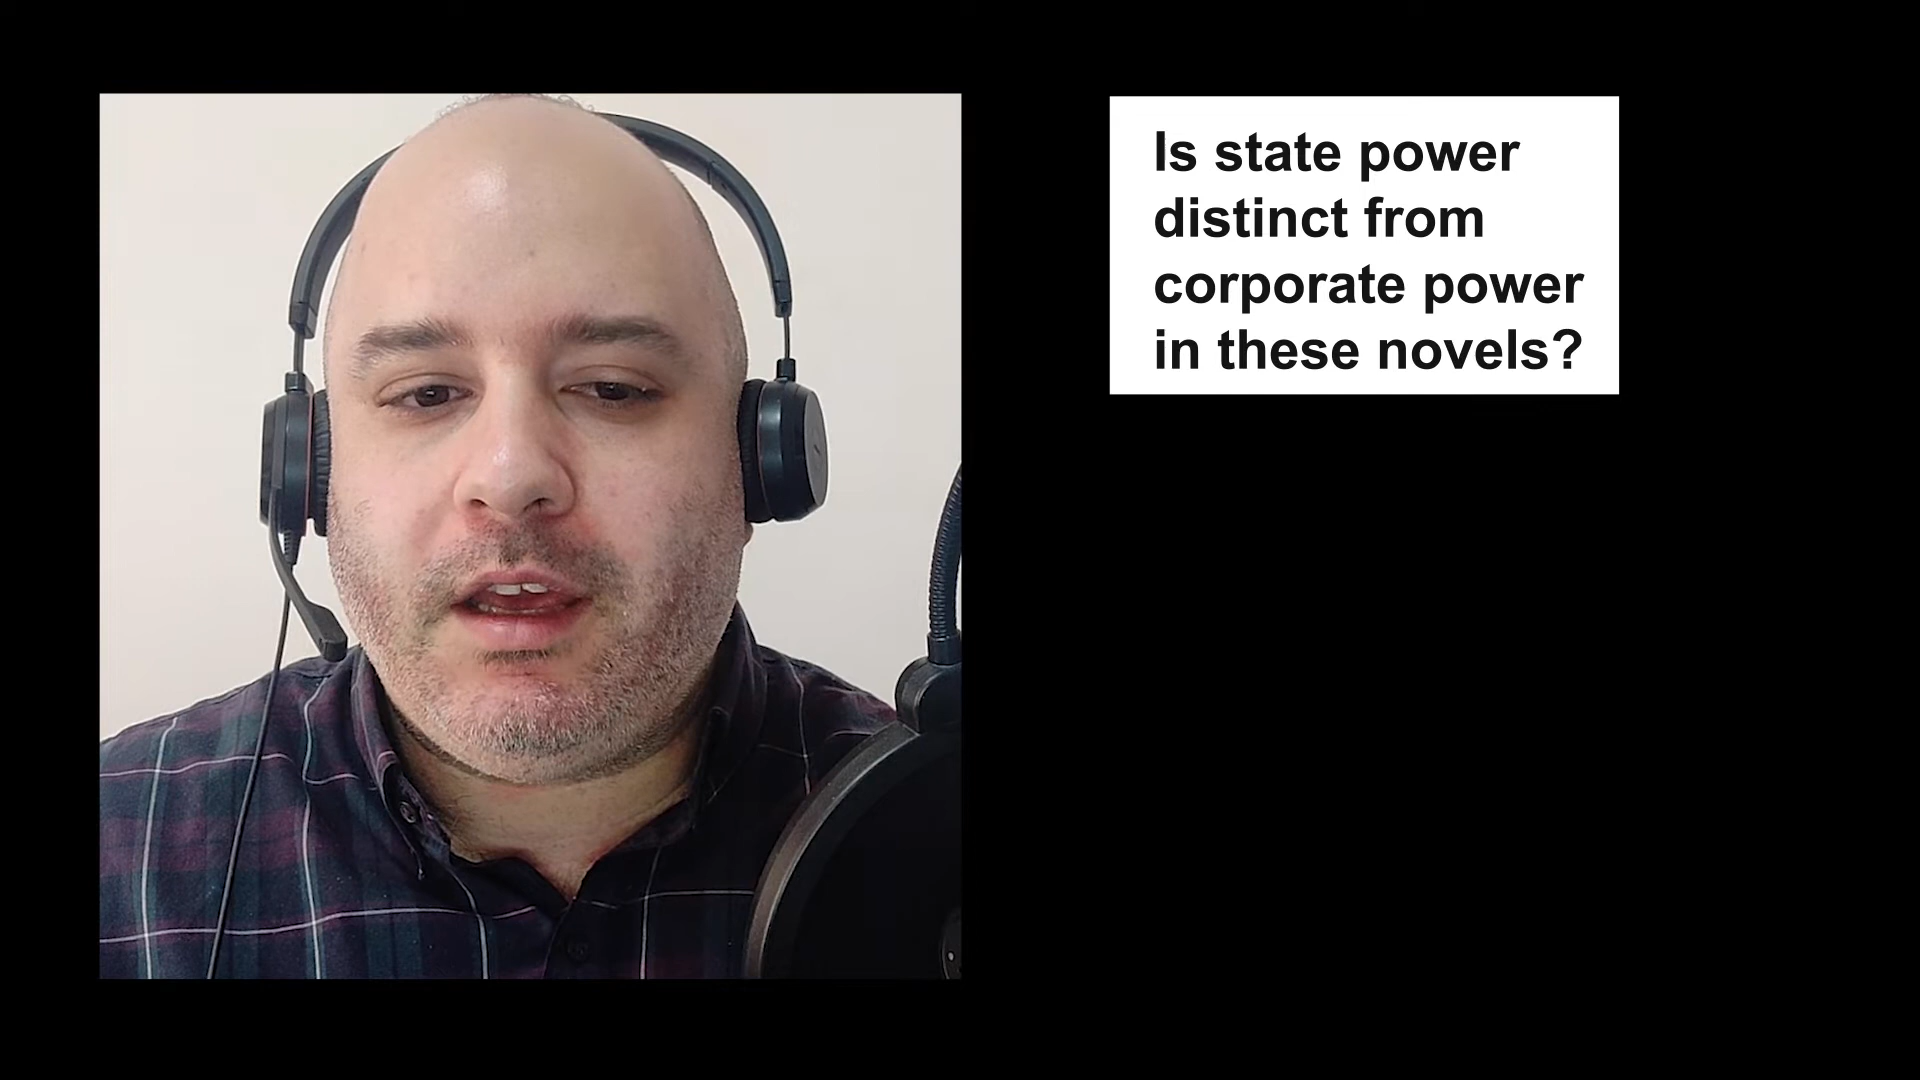 Is state power
distinct from
corporate power
in these novels?